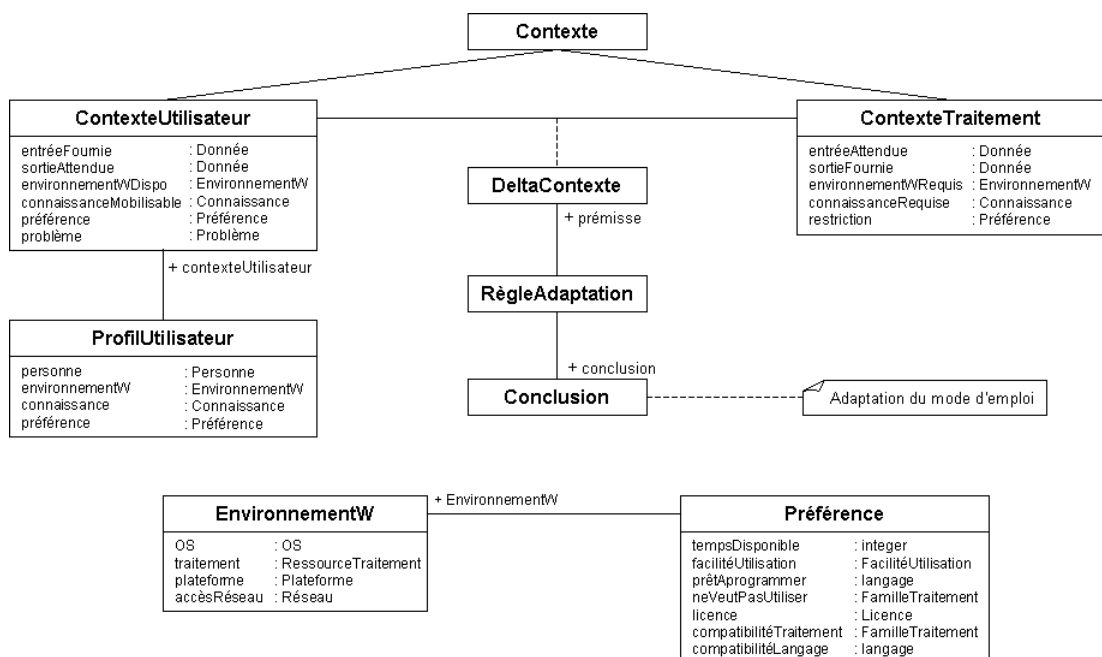 Contexte
ContexteUtilisateur
entréeFournie : Donnée
sortieAttendue : Donnée
environnementWDispo : EnvironnementW
connaissanceMobilisable : Connaissance
préférence : Préférence
problème : Problème
ContexteTraitement
entréeAttendue : Donnée
sortieFournie : Donnée
environnementWRequis : EnvironnementW
connaissanceRequise : Connaissance
restriction : Préférence
DeltaContexte
+ prémisse
+ contexteUtilisateur
RègleAdaptation
ProfilUtilisateur
personne : Personne
environnementW : EnvironnementW
connaissance : Connaissance
préférence : Préférence
+ conclusion
Conclusion
Adaptation du mode d'emploi
+ EnvironnementW
EnvironnementW
OS : OS
traitement : RessourceTraitement
plateforme : Plateforme
accèsRéseau : Réseau
Préférence
tempsDisponible : integer
facilitéUtilisation : FacilitéUtilisation
prêtAprogrammer : langage
neVeutPasUtiliser : FamilleTraitement
licence : Licence
compatibilitéTraitement : FamilleTraitement
compatibilitéLangage : langage